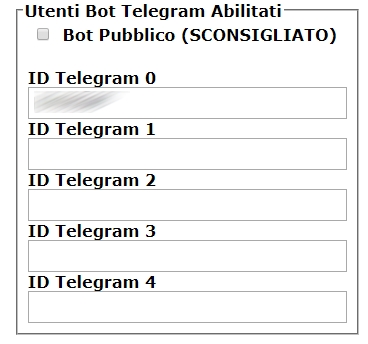 Utenti Bot Telegram Abilitati
Bot Pubblico (SCONSIGLIATO)
ID Telegram 0
ID Telegram 1
ID Telegram 2
ID Telegram 3
ID Telegram 4